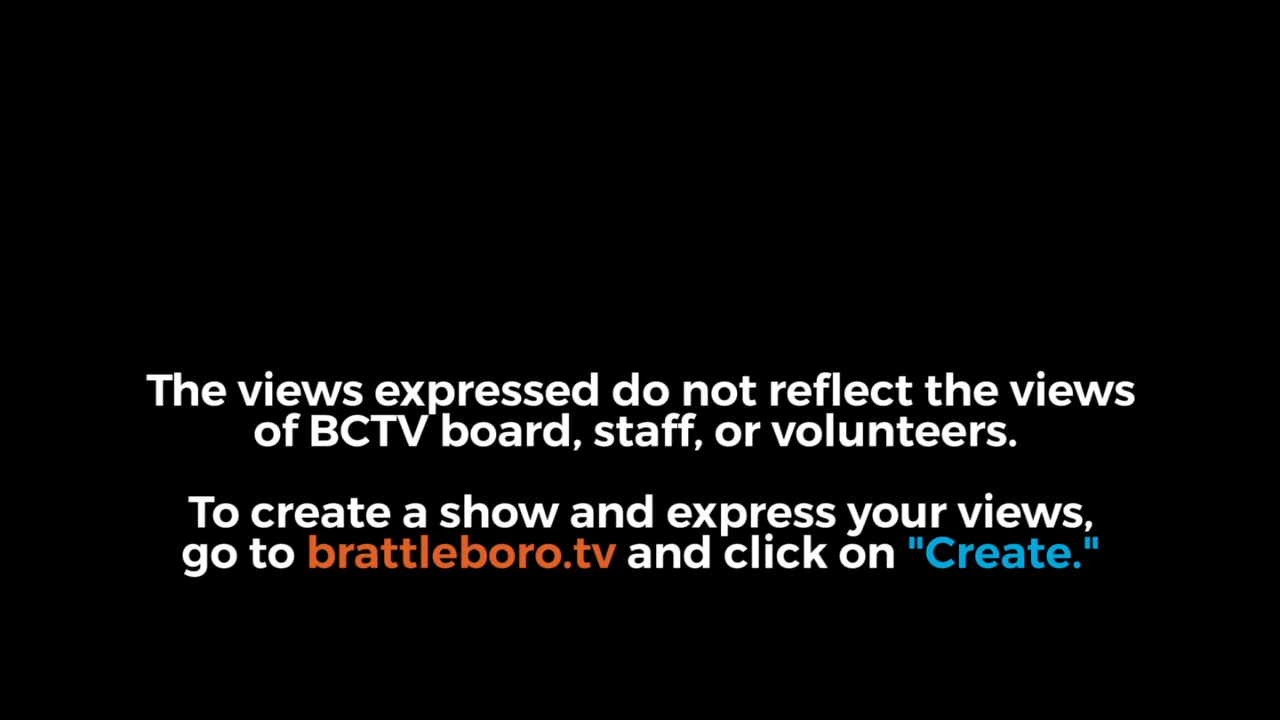 The views expressed do not reflect the views
of BCTV board, staff, or volunteers.
To create a show and express your views,
go to brattleboro.tv and click on "Create."